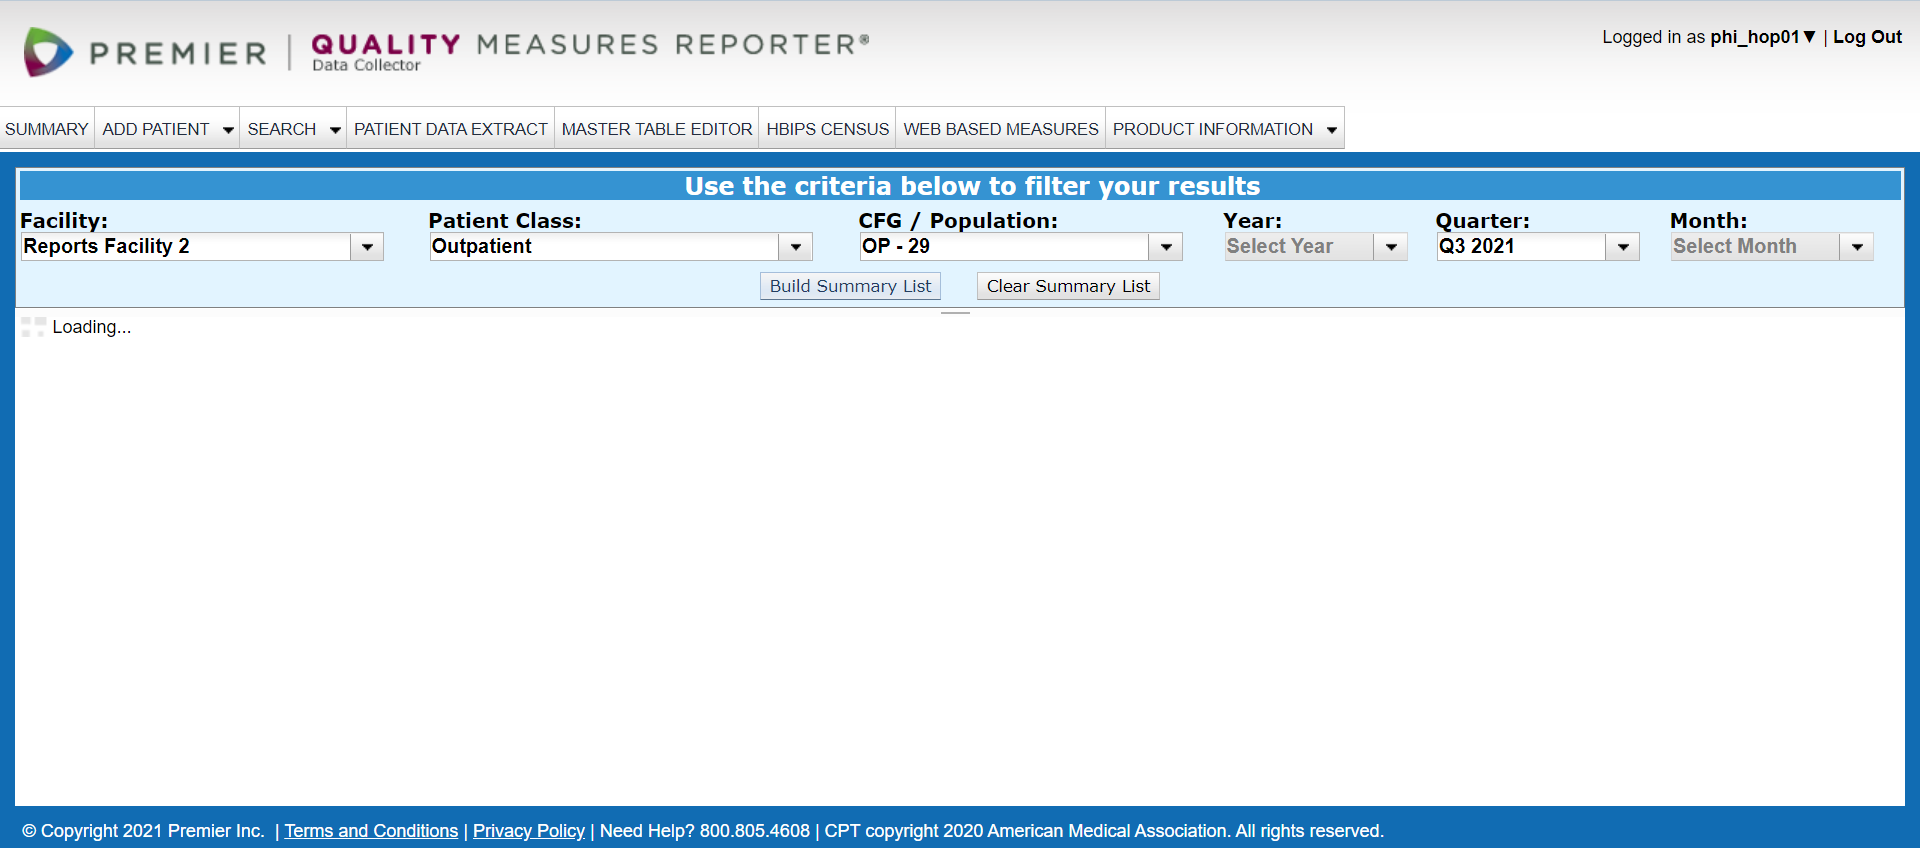 PREMIER | QUALITY MEASURES REPORTER®
Data Collector
Logged in as phi_hop01▼ | Log Out
SUMMARY ADD PATIENT SEARCH PATIENT DATA EXTRACT MASTER TABLE EDITOR HBIPS CENSUS WEB BASED MEASURES PRODUCT INFORMATION
Use the criteria below to filter your results
Facility: Patient Class: CFG / Population: Year: Quarter: Month:
Reports Facility 2 Outpatient OP - 29 Select Year Q3 2021 Select Month
Build Summary List Clear Summary List
Loading...
© Copyright 2021 Premier Inc. | Terms and Conditions | Privacy Policy | Need Help? 800.805.4608 | CPT copyright 2020 American Medical Association. All rights reserved.